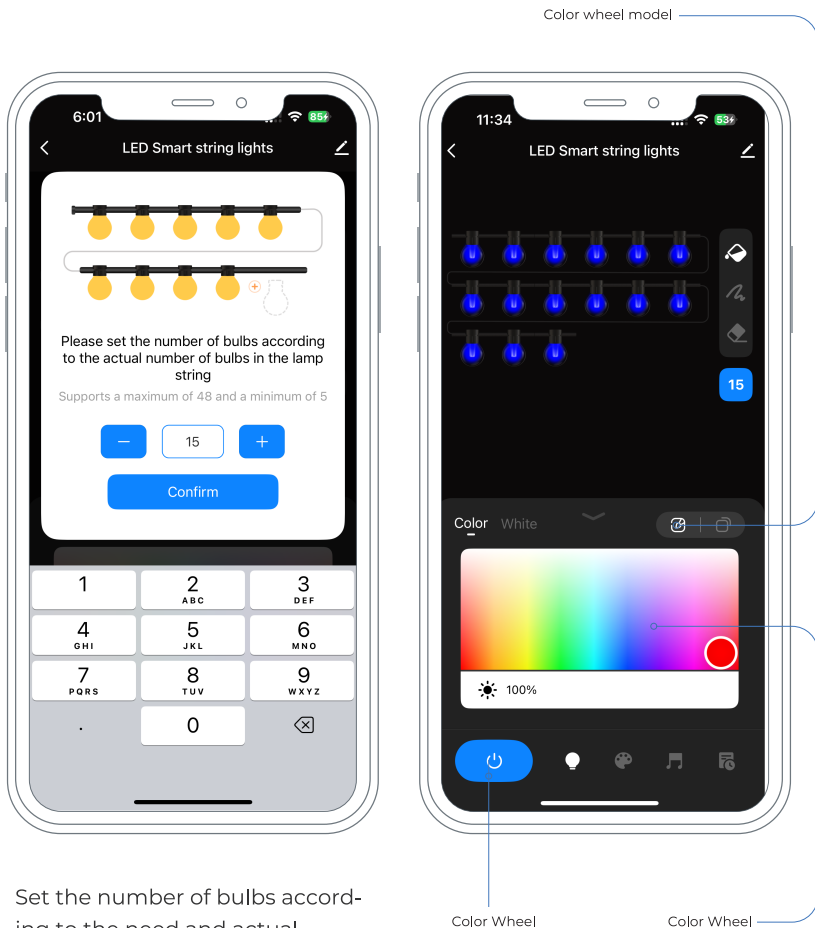 Color wheel model
6:01
85
LED Smart string lights
Please set the number of bulbs according
to the actual number of bulbs in the lamp
string
Supports a maximum of 48 and a minimum of 5
15
Confirm
1
2
ABC
3
DEF
4
GHI
5
JKL
6
MNO
7
PQRS
8
TUV
9
WXYZ
.
0
11:34
53
LED Smart string lights
15
Color White
100%
Set the number of bulbs accord-
ing to the need and actual
Color Wheel
Color Wheel